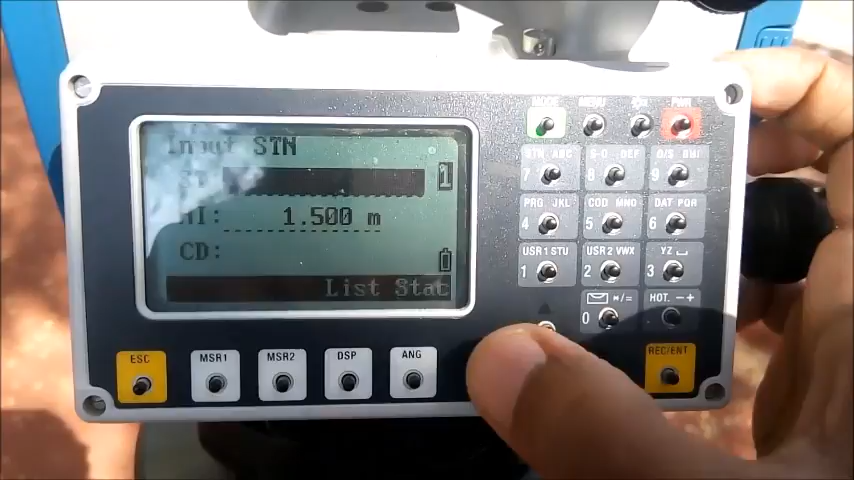 Input STN
ST
HI: 1.500 m
CD:
List Stac
1
MODE MENU PWR
STN ABC S-O DEF O/S GHI
7 8 9
PRG JKL COD MNO DAT PQR
4 5 6
USR1 STU USR2 VWX YZ
1 2 3
*/= HOT. -+
0 .
ESC MSR1 MSR2 DSP ANG REC/ENT